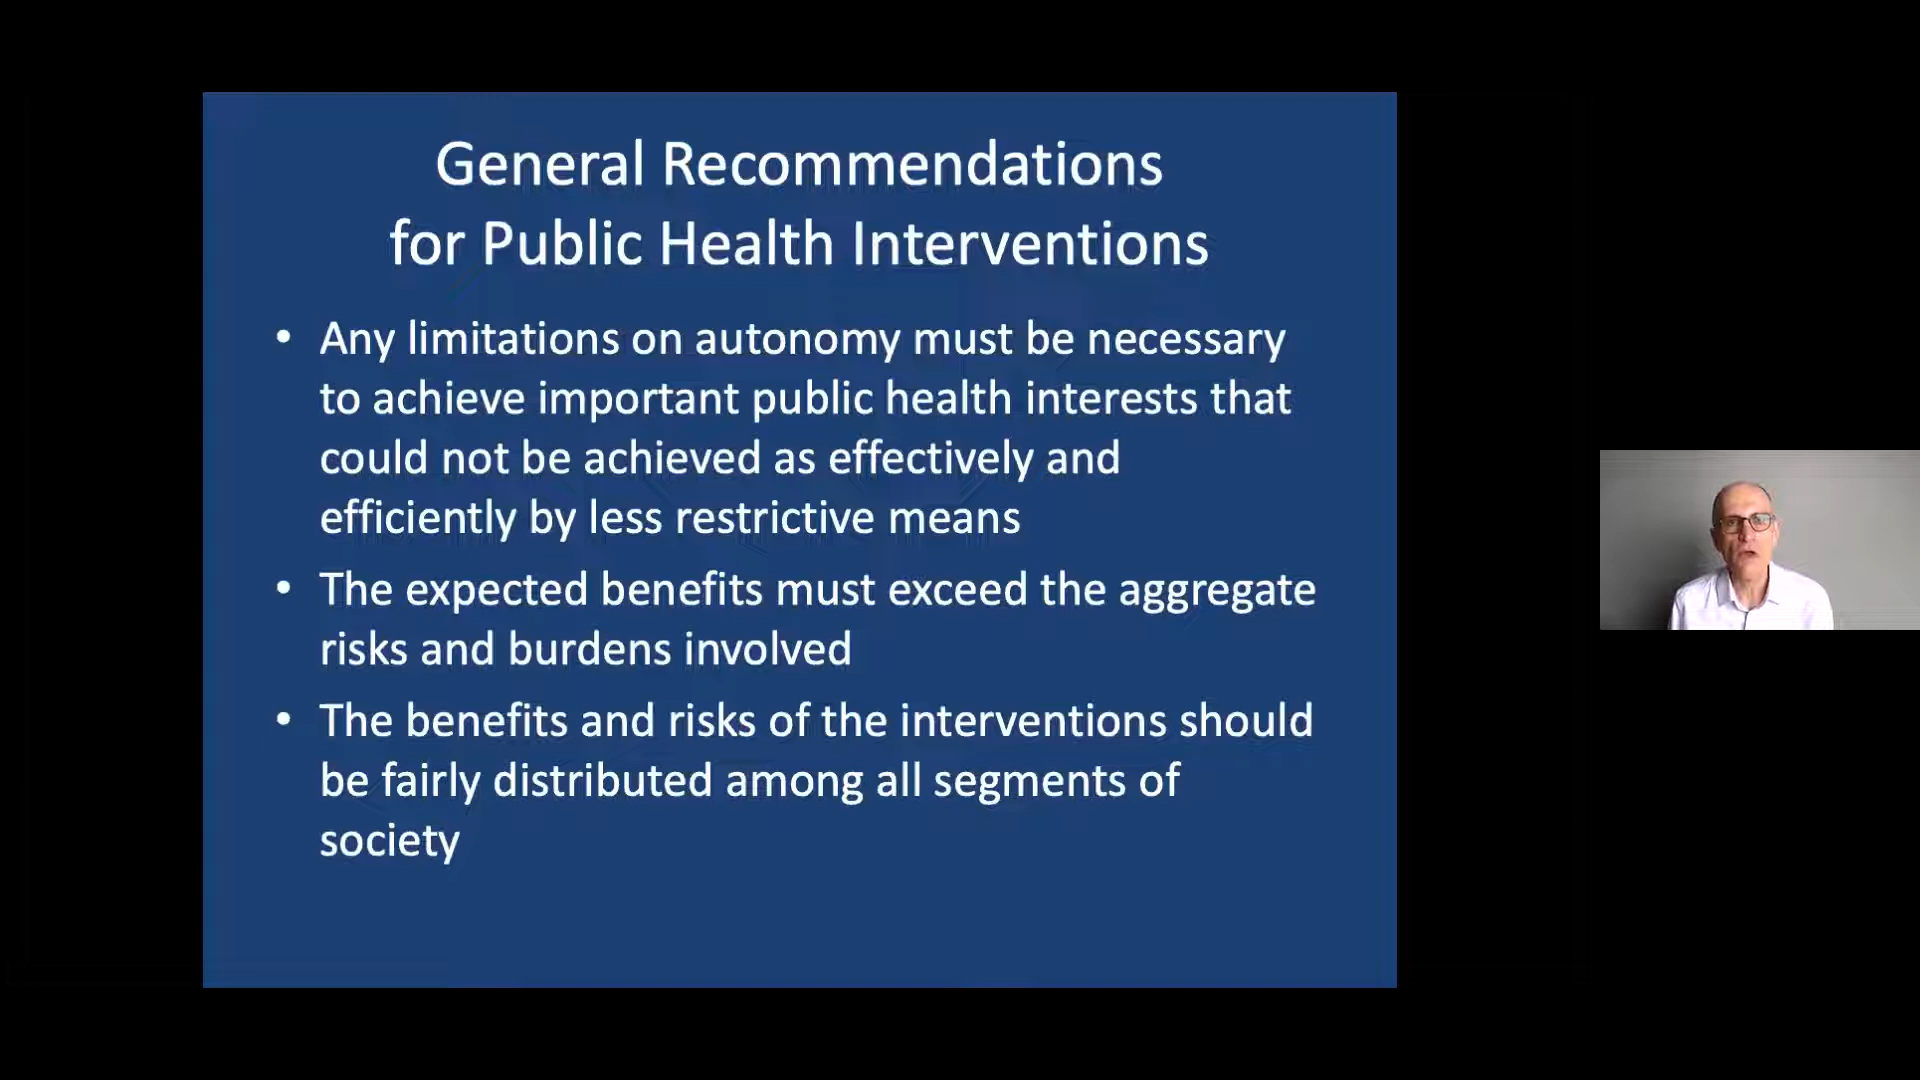 General Recommendations
for Public Health Interventions
• Any limitations on autonomy must be necessary
to achieve important public health interests that
could not be achieved as effectively and
efficiently by less restrictive means
• The expected benefits must exceed the aggregate
risks and burdens involved
• The benefits and risks of the interventions should
be fairly distributed among all segments of
society